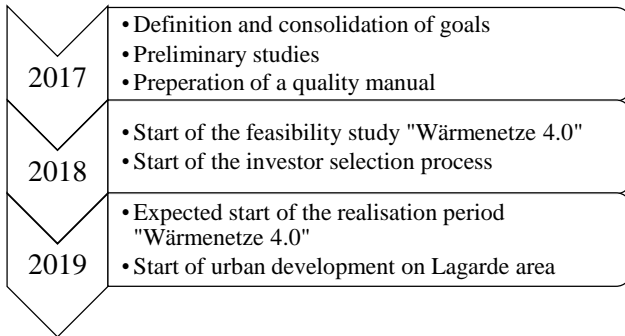 2017
• Definition and consolidation of goals
• Preliminary studies
• Preperation of a quality manual
2018
• Start of the feasibility study "Wärmenetze 4.0"
• Start of the investor selection process
2019
• Expected start of the realisation period
"Wärmenetze 4.0"
• Start of urban development on Lagarde area